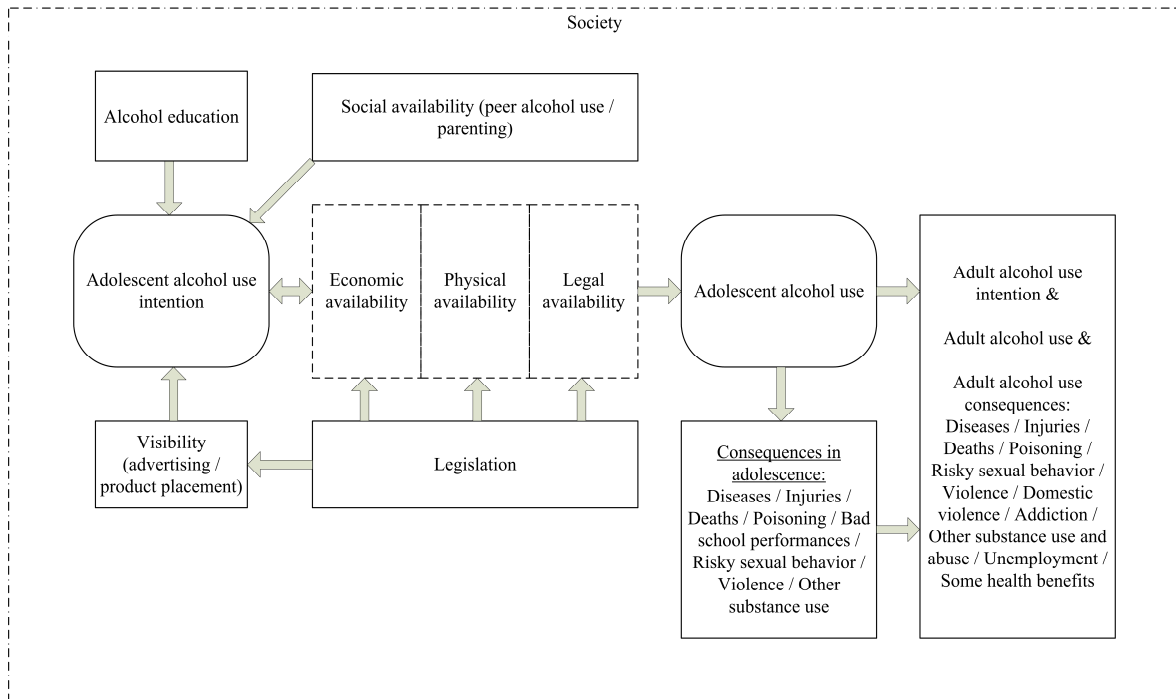 Society
Alcohol education
Social availability (peer alcohol use /
parenting)
Adolescent alcohol use
intention
Economic
availability
Physical
availability
Legal
availability
Adolescent alcohol use
Adult alcohol use
intention &
Adult alcohol use &
Adult alcohol use
consequences:
Diseases / Injuries /
Deaths / Poisoning /
Risky sexual behavior /
Violence / Domestic
violence / Addiction /
Other substance use and
abuse / Unemployment /
Some health benefits
Visibility
(advertising /
product placement)
Legislation
Consequences in
adolescence:
Diseases / Injuries /
Deaths / Poisoning / Bad
school performances /
Risky sexual behavior /
Violence / Other
substance use